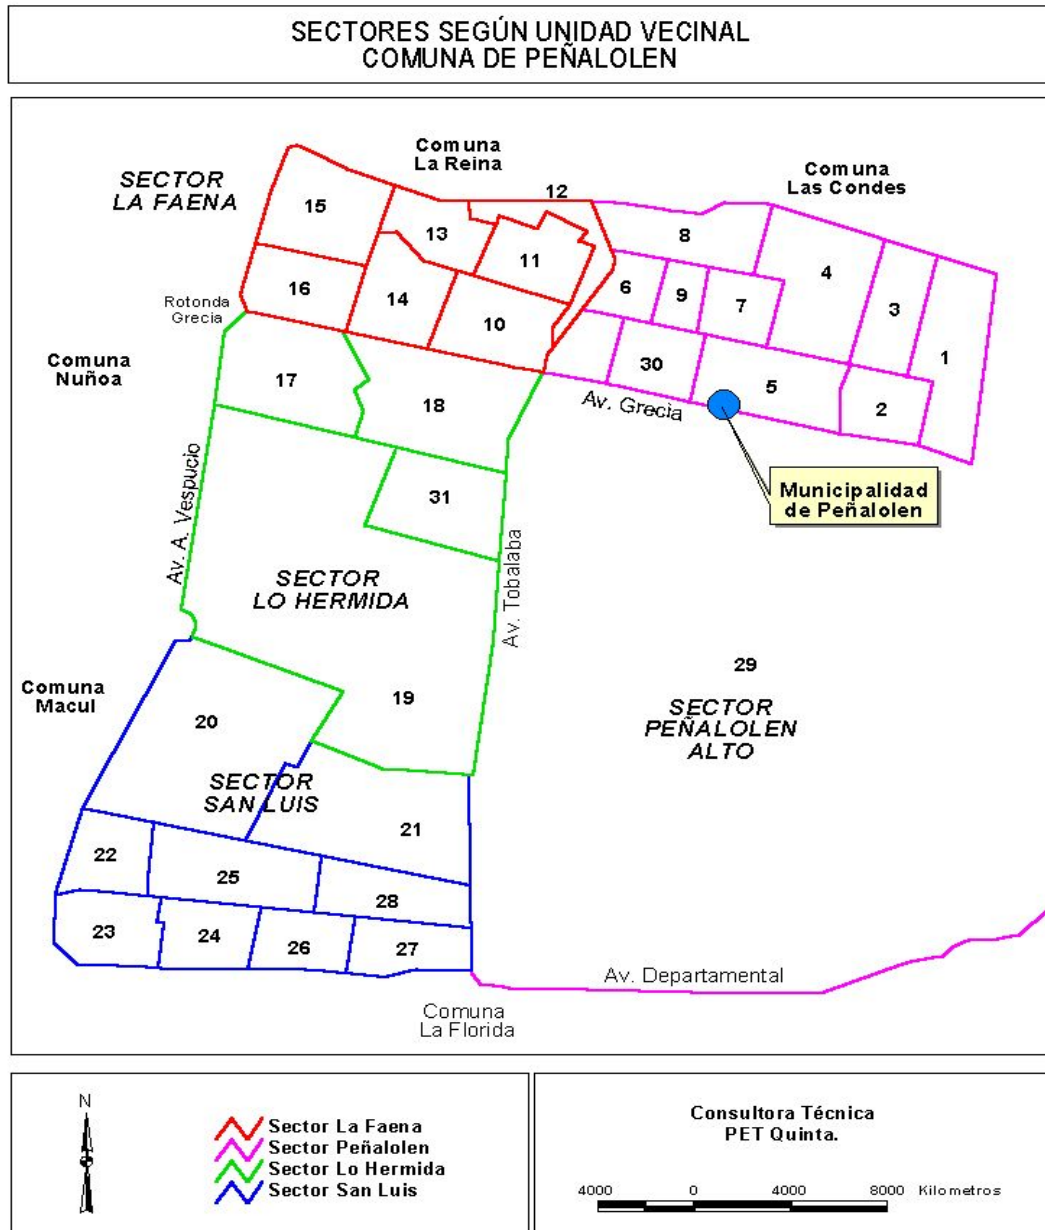 SECTORES SEGÚN UNIDAD VECINAL
COMUNA DE PEÑALOLEN
Comuna
La Reina
Comuna
Las Condes
SECTOR
LA FAENA
12
15
13
8
11
4
16
14
6
9
7
3
10
1
Rotonda
Grecia
Comuna
Nuñoa
17
18
30
5
2
Av. Grecia
Av. A. Vespucio
31
Municipalidad
de Peñalolen
Av. Tobalaba
SECTOR
LO HERMIDA
29
SECTOR
PEÑALOLEN
ALTO
Comuna
Macul
19
20
SECTOR
SAN LUIS
21
22
25
28
23
24
26
27
Av. Departamental
Comuna
La Florida
N
Sector La Faena
Sector Peñalolen
Sector Lo Hermida
Sector San Luis
Consultora Técnica
PET Quinta.
4000 0 4000 8000 Kilometros